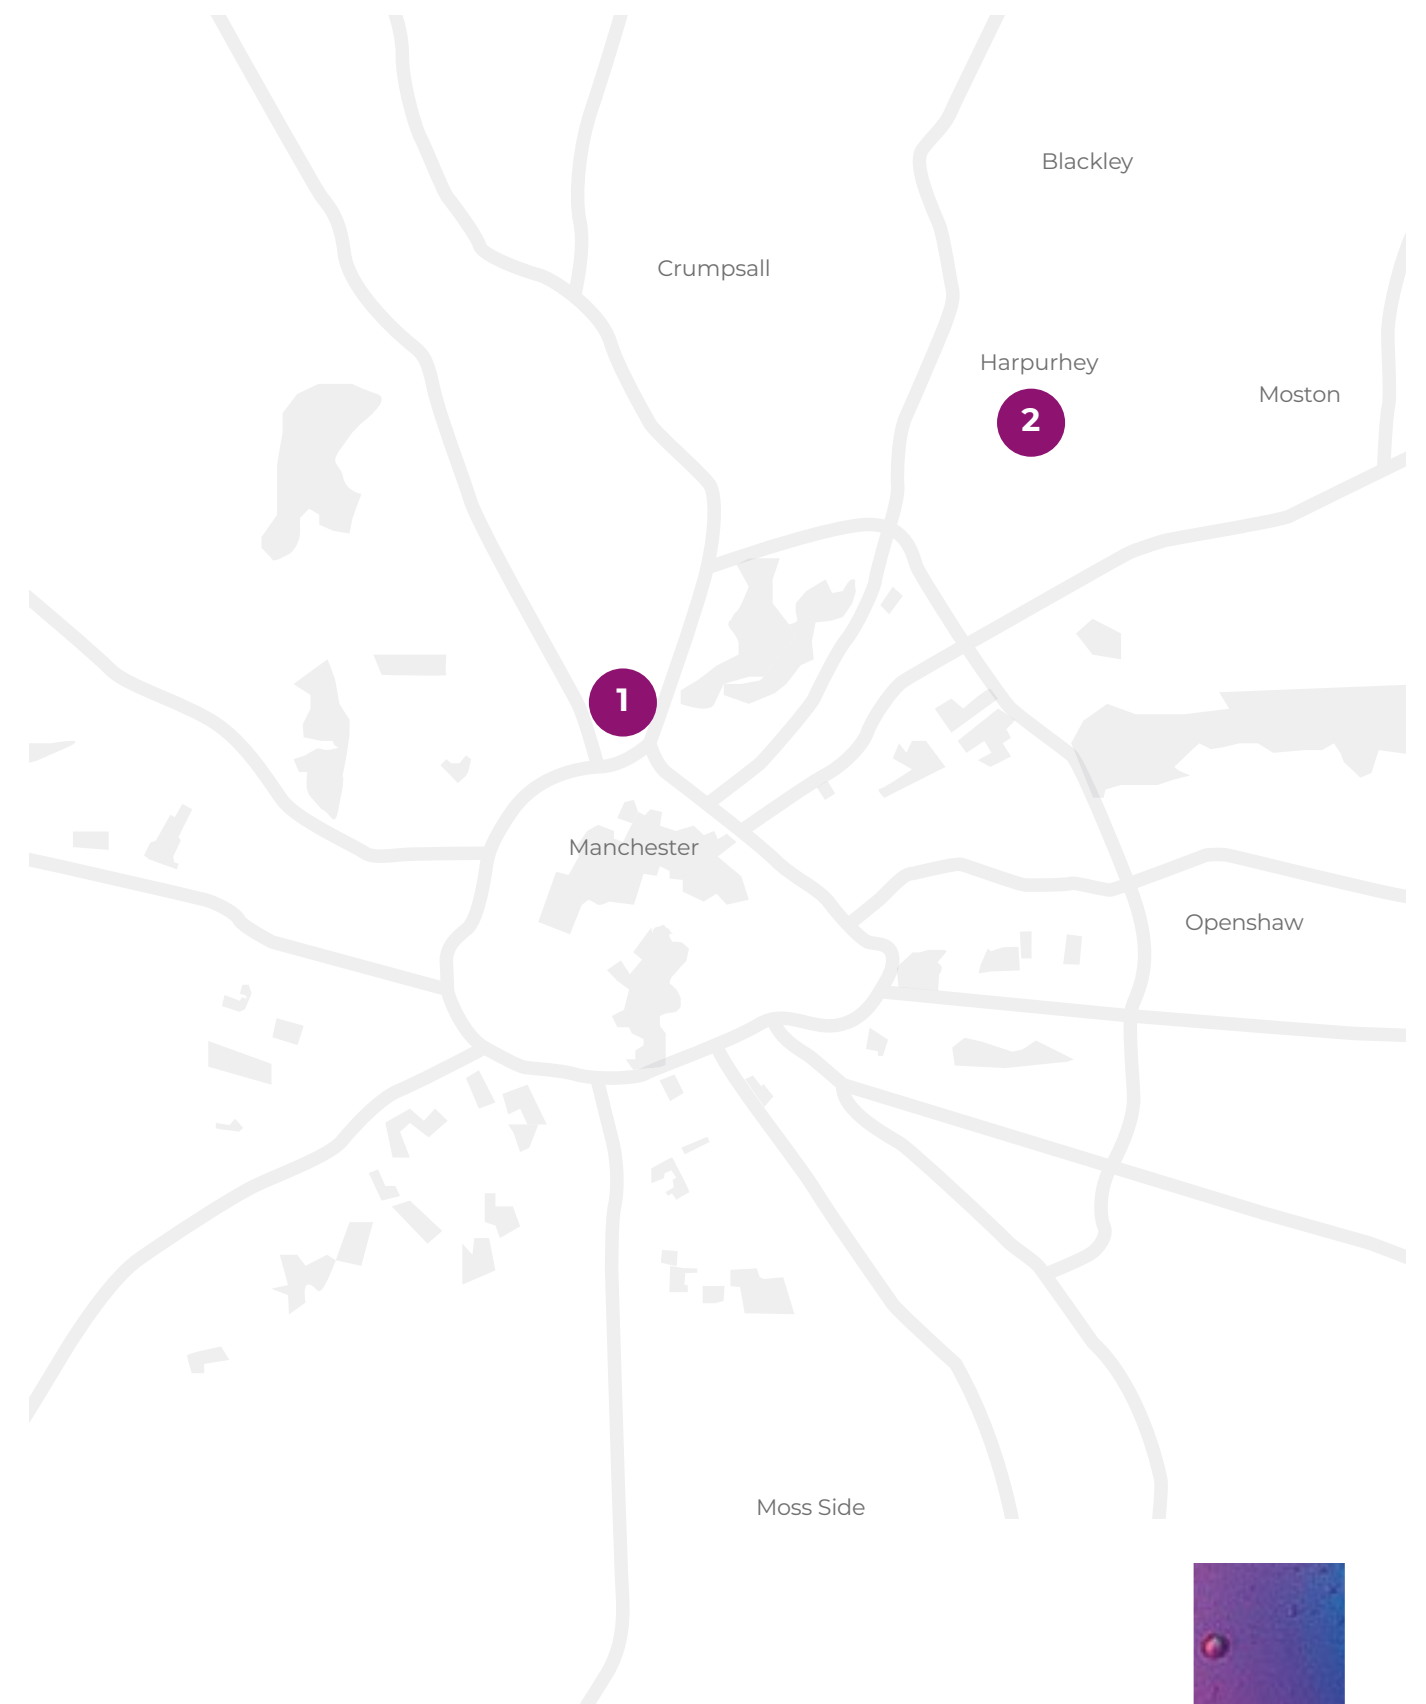 Blackley
Crumpsall
Harpurhey
2
Moston
1
Manchester
Openshaw
Moss Side